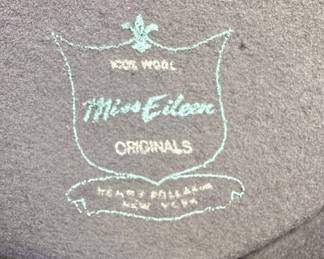 100% WOOL
Miss Eileen
ORIGINALS
HENRY POLLAK
NEW YORK